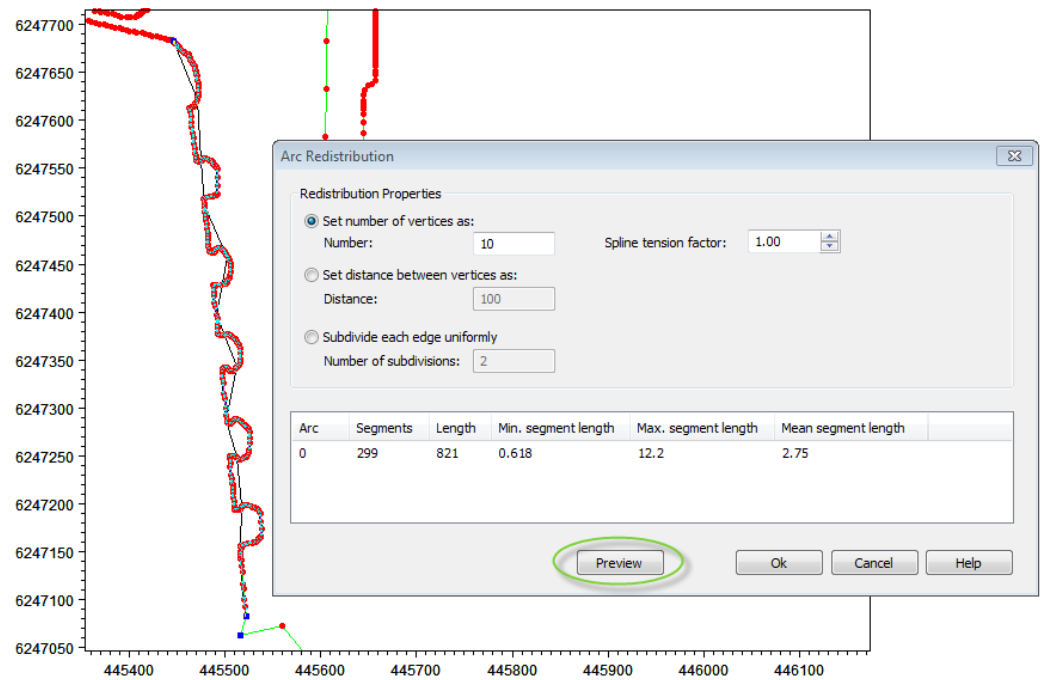 6247700
6247650
6247600
6247550
6247500
6247450
6247400
6247350
6247300
6247250
6247200
6247150
6247100
6247050
445400 445500 445600 445700 445800 445900 446000 446100
Arc Redistribution
Redistribution Properties
Set number of vertices as:
Number: 10 Spline tension factor: 1.00
Set distance between vertices as:
Distance: 100
Subdivide each edge uniformly
Number of subdivisions: 2
Arc Segments Length Min. segment length Max. segment length Mean segment length
0 299 821 0.618 12.2 2.75
Preview Ok Cancel Help